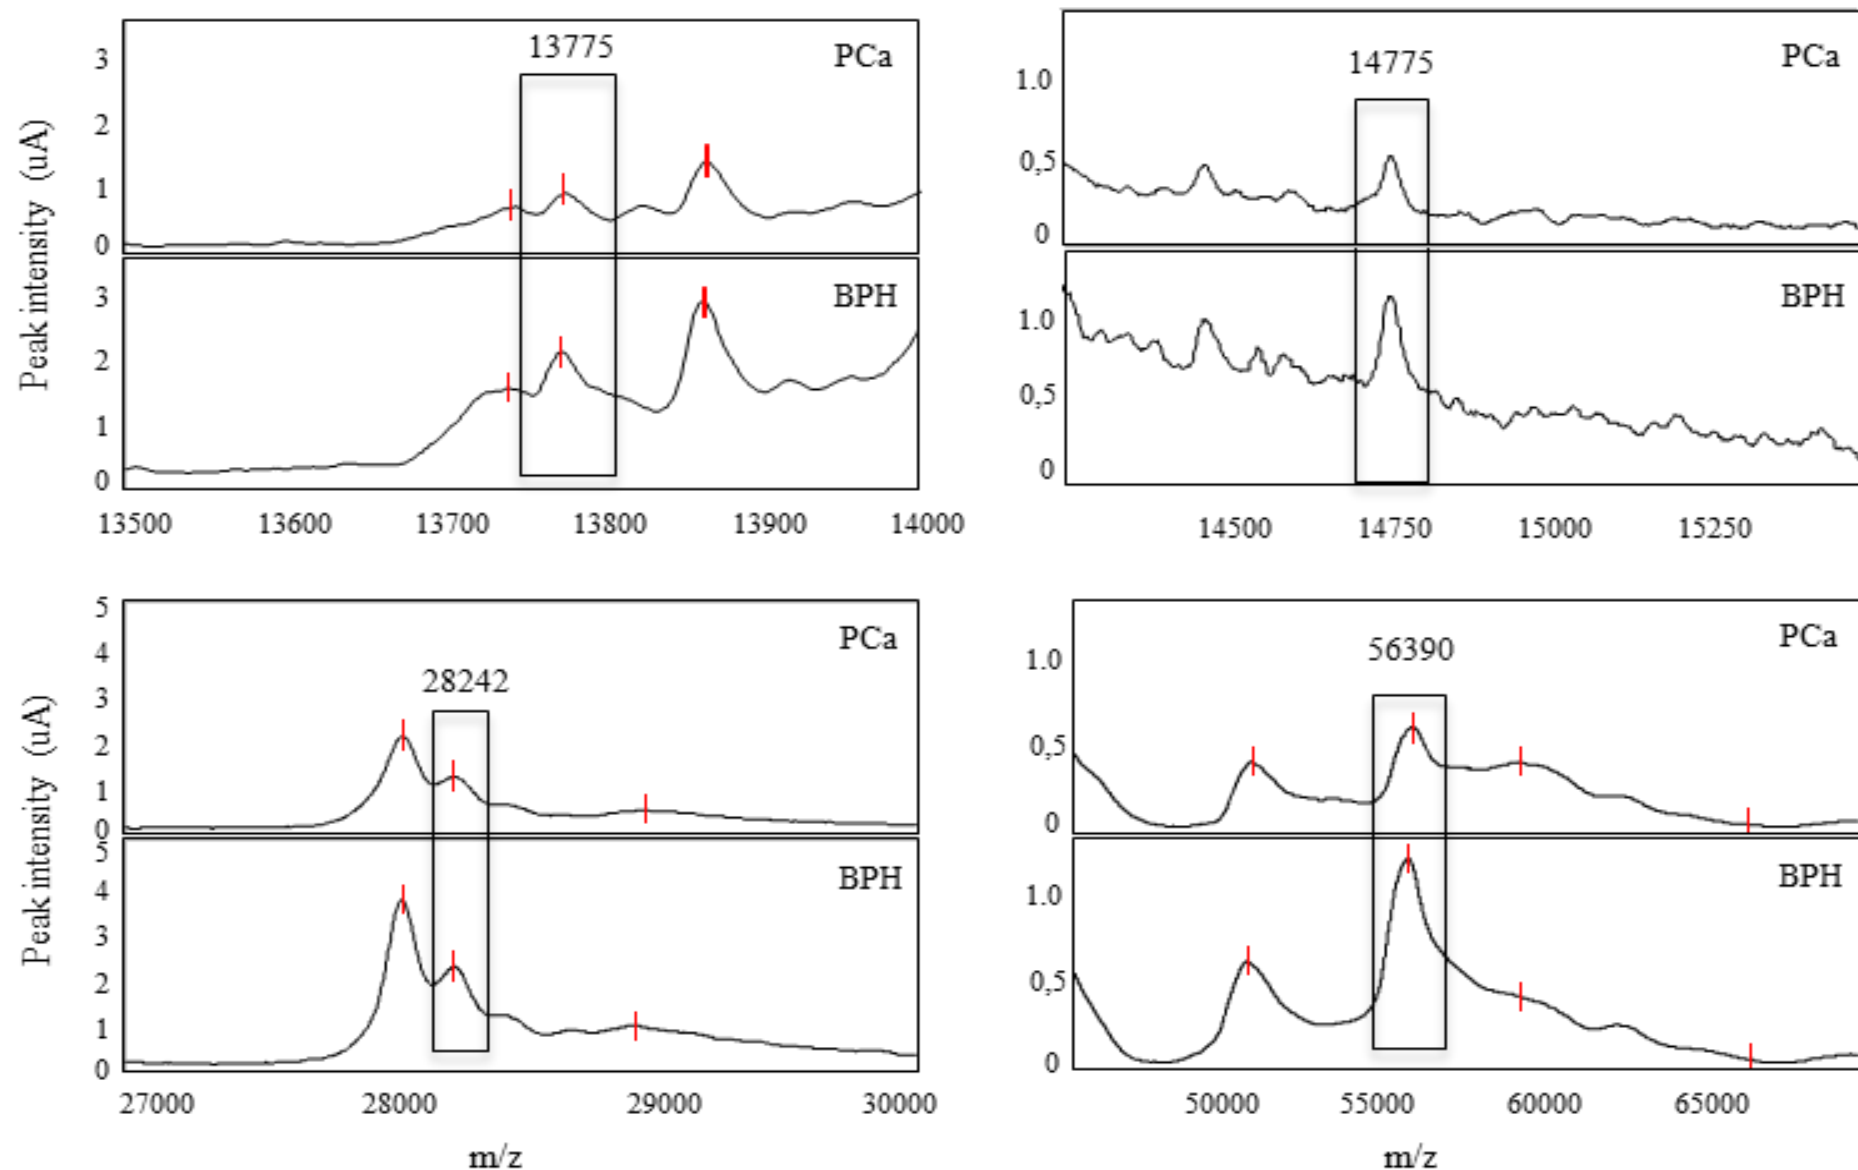 13775
PCa
3
2
1
0
Peak intensity (uA)
BPH
3
2
1
0
13500 13600 13700 13800 13900 14000
14775
PCa
1.0
0,5
0
BPH
1.0
0,5
0
14500 14750 15000 15250
28242
PCa
5
4
3
2
1
0
Peak intensity (uA)
BPH
5
4
3
2
1
0
27000 28000 29000 30000
m/z
56390
PCa
1.0
0,5
0
BPH
1.0
0,5
0
50000 55000 60000 65000
m/z